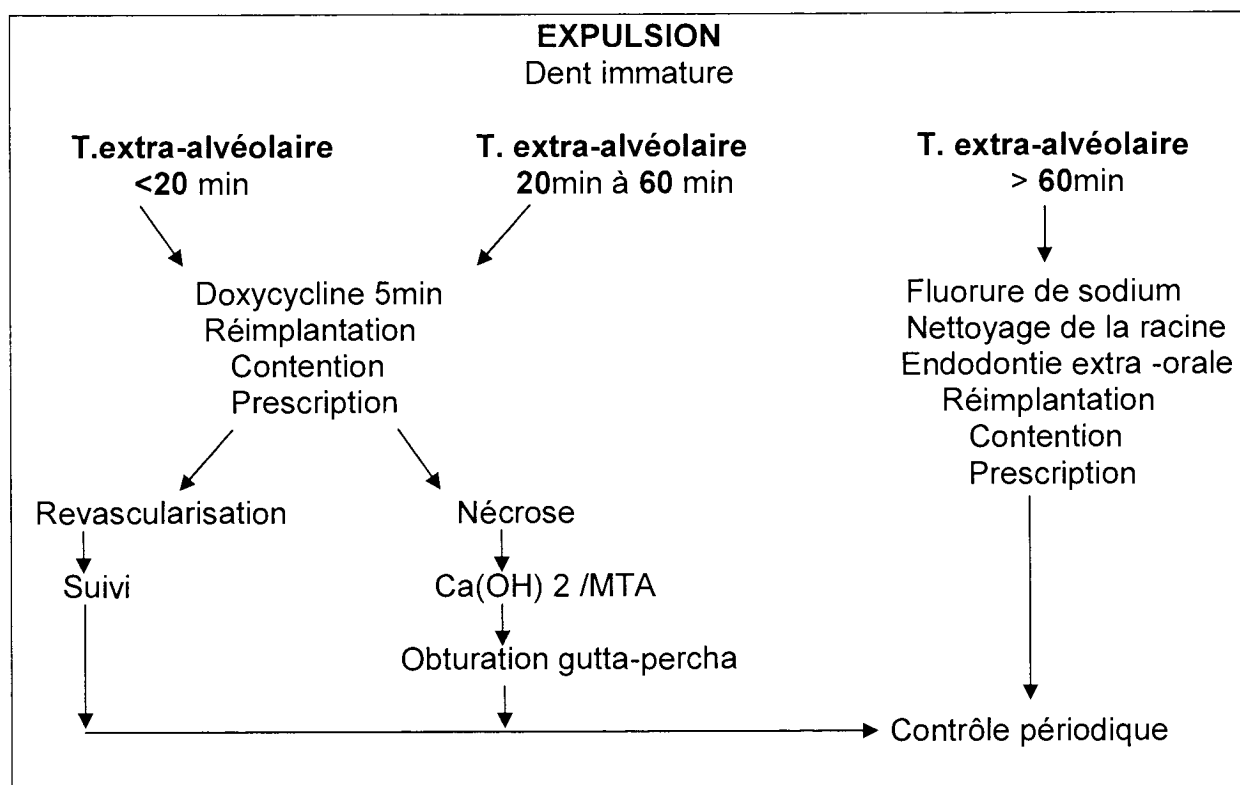 EXPULSION
Dent immature
T.extra-alvéolaire
<20 min
T. extra-alvéolaire
20min à 60 min
T. extra-alvéolaire
> 60min
Doxycycline 5min
Réimplantation
Contention
Prescription
Fluorure de sodium
Nettoyage de la racine
Endodontie extra -orale
Réimplantation
Contention
Prescription
Revascularisation
Nécrose
Suivi
Ca(OH) 2 /MTA
Obturation gutta-percha
Contrôle périodique